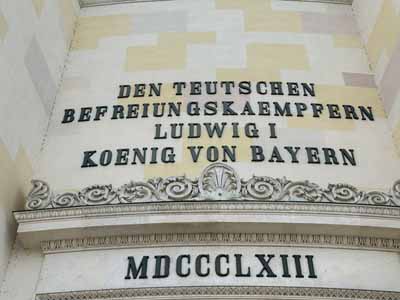 DEN TEUTSCHEN
BEFREIUNGSKAEMPFERN
LUDWIG I
KOENIG VON BAYERN
MDCCCLXIII